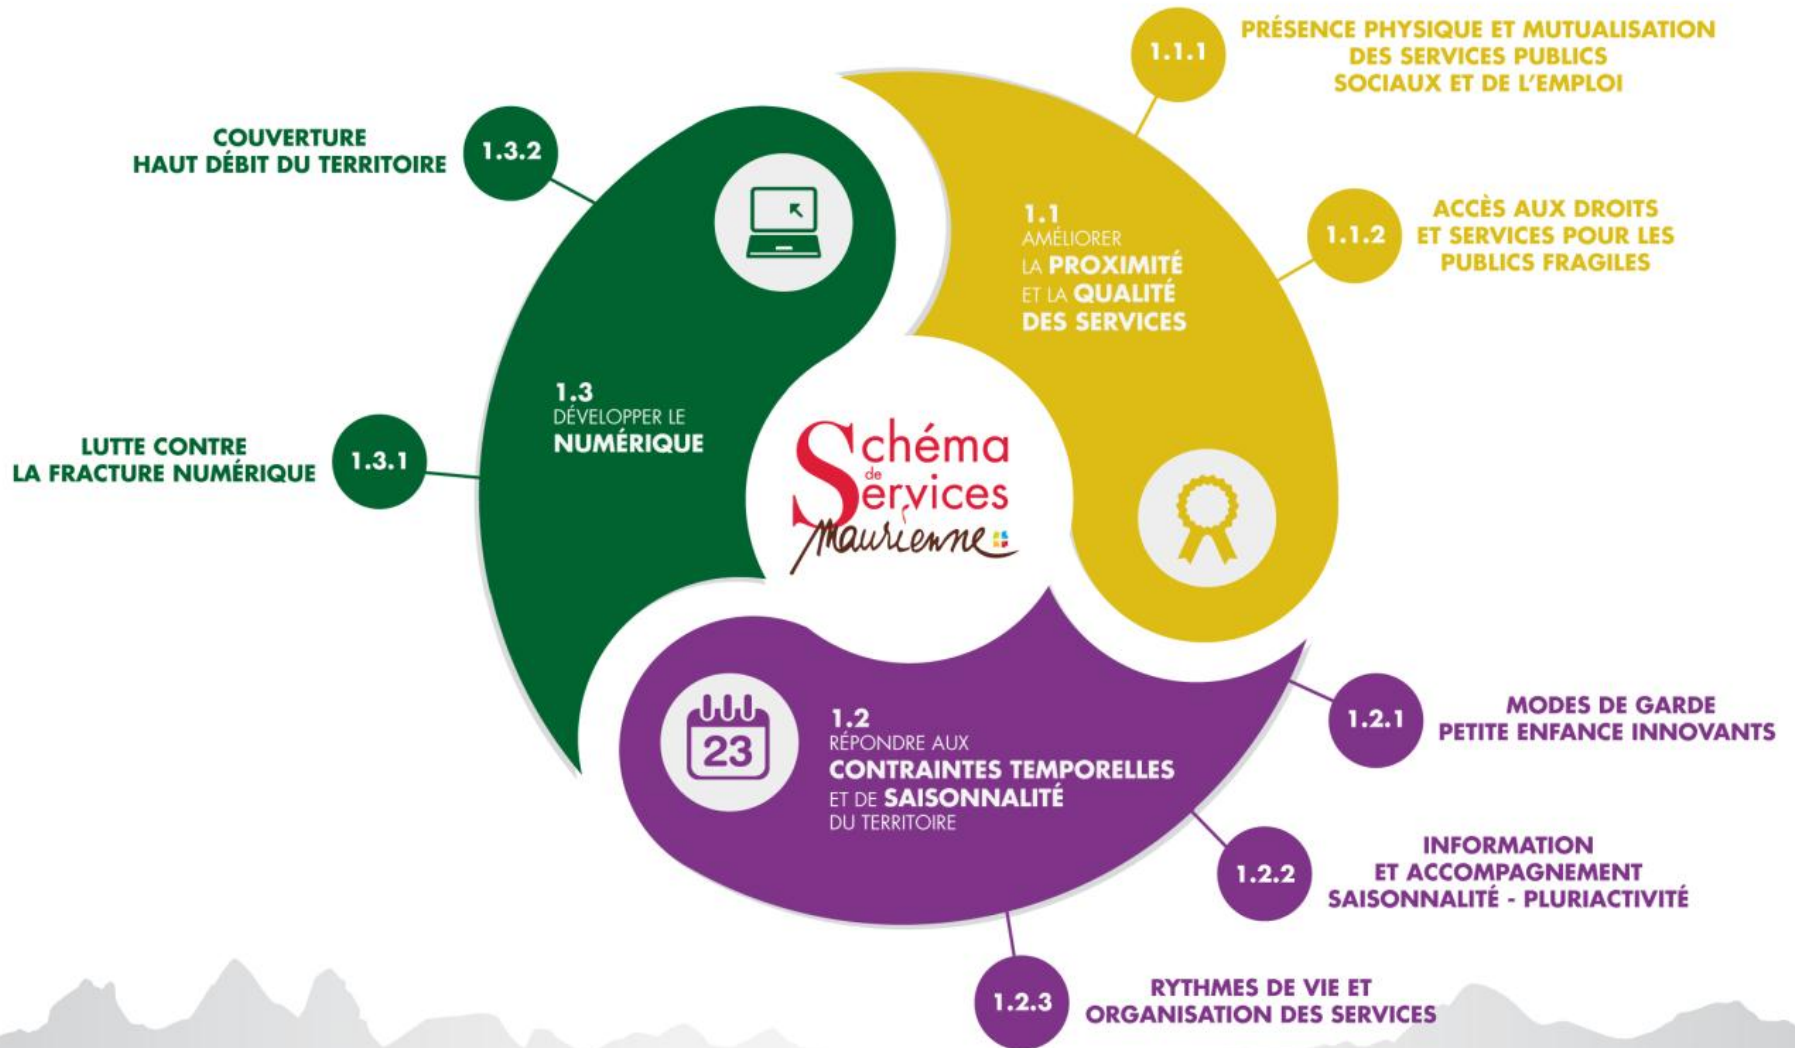 1.1.1
PRÉSENCE PHYSIQUE ET MUTUALISATION
DES SERVICES PUBLICS
SOCIAUX ET DE L'EMPLOI
1.1.2
ACCÈS AUX DROITS
ET SERVICES POUR LES
PUBLICS FRAGILES
1.1
AMÉLIORER
LA PROXIMITÉ
ET LA QUALITÉ
DES SERVICES
COUVERTURE
HAUT DÉBIT DU TERRITOIRE
1.3.2
1.3
DÉVELOPPER LE
NUMÉRIQUE
LUTTE CONTRE
LA FRACTURE NUMÉRIQUE
1.3.1
Schéma
de
Services
Maurienne
23
1.2
RÉPONDRE AUX
CONTRAINTES TEMPORELLES
ET DE SAISONNALITÉ
DU TERRITOIRE
1.2.1
MODES DE GARDE
PETITE ENFANCE INNOVANTS
1.2.2
INFORMATION
ET ACCOMPAGNEMENT
SAISONNALITÉ - PLURIACTIVITÉ
1.2.3
RYTHMES DE VIE ET
ORGANISATION DES SERVICES